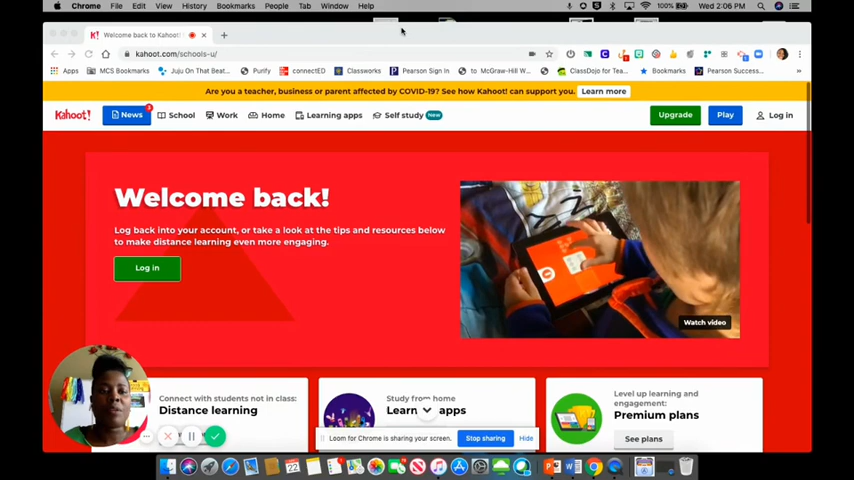 Chrome File Edit View History Bookmarks People Tab Window Help 100% Wed 2:06 PM
K! Welcome back to Kahoot!
kahoot.com/schools-u/
Apps MCS Bookmarks Juju On That Beat... Purify connectED Classworks Pearson Sign In to McGraw-Hill W... ClassDojo for Tea... Bookmarks Pearson Success... »
Are you a teacher, business or parent affected by COVID-19? See how Kahoot! can support you. Learn more
Kahoot! News School Work Home Learning apps Self study New Upgrade Play Log in
Welcome back!
Log back into your account, or take a look at the tips and resources below
to make distance learning even more engaging.
Log in
Watch video
Connect with students not in class:
Distance learning
Study from home
Learn apps
Level up learning and
engagement:
Premium plans
See plans
Loom for Chrome is sharing your screen. Stop sharing Hide
22